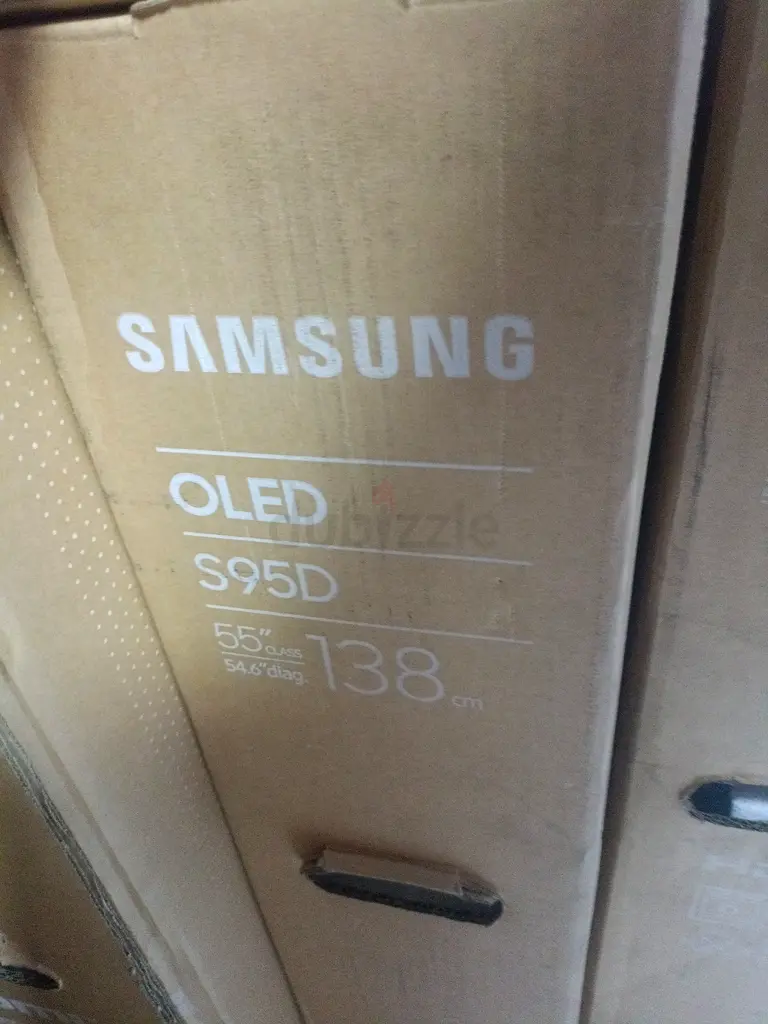 SAMSUNG
OLED
dubizzle
S95D
55" CLASS
54.6" diag.
138 cm